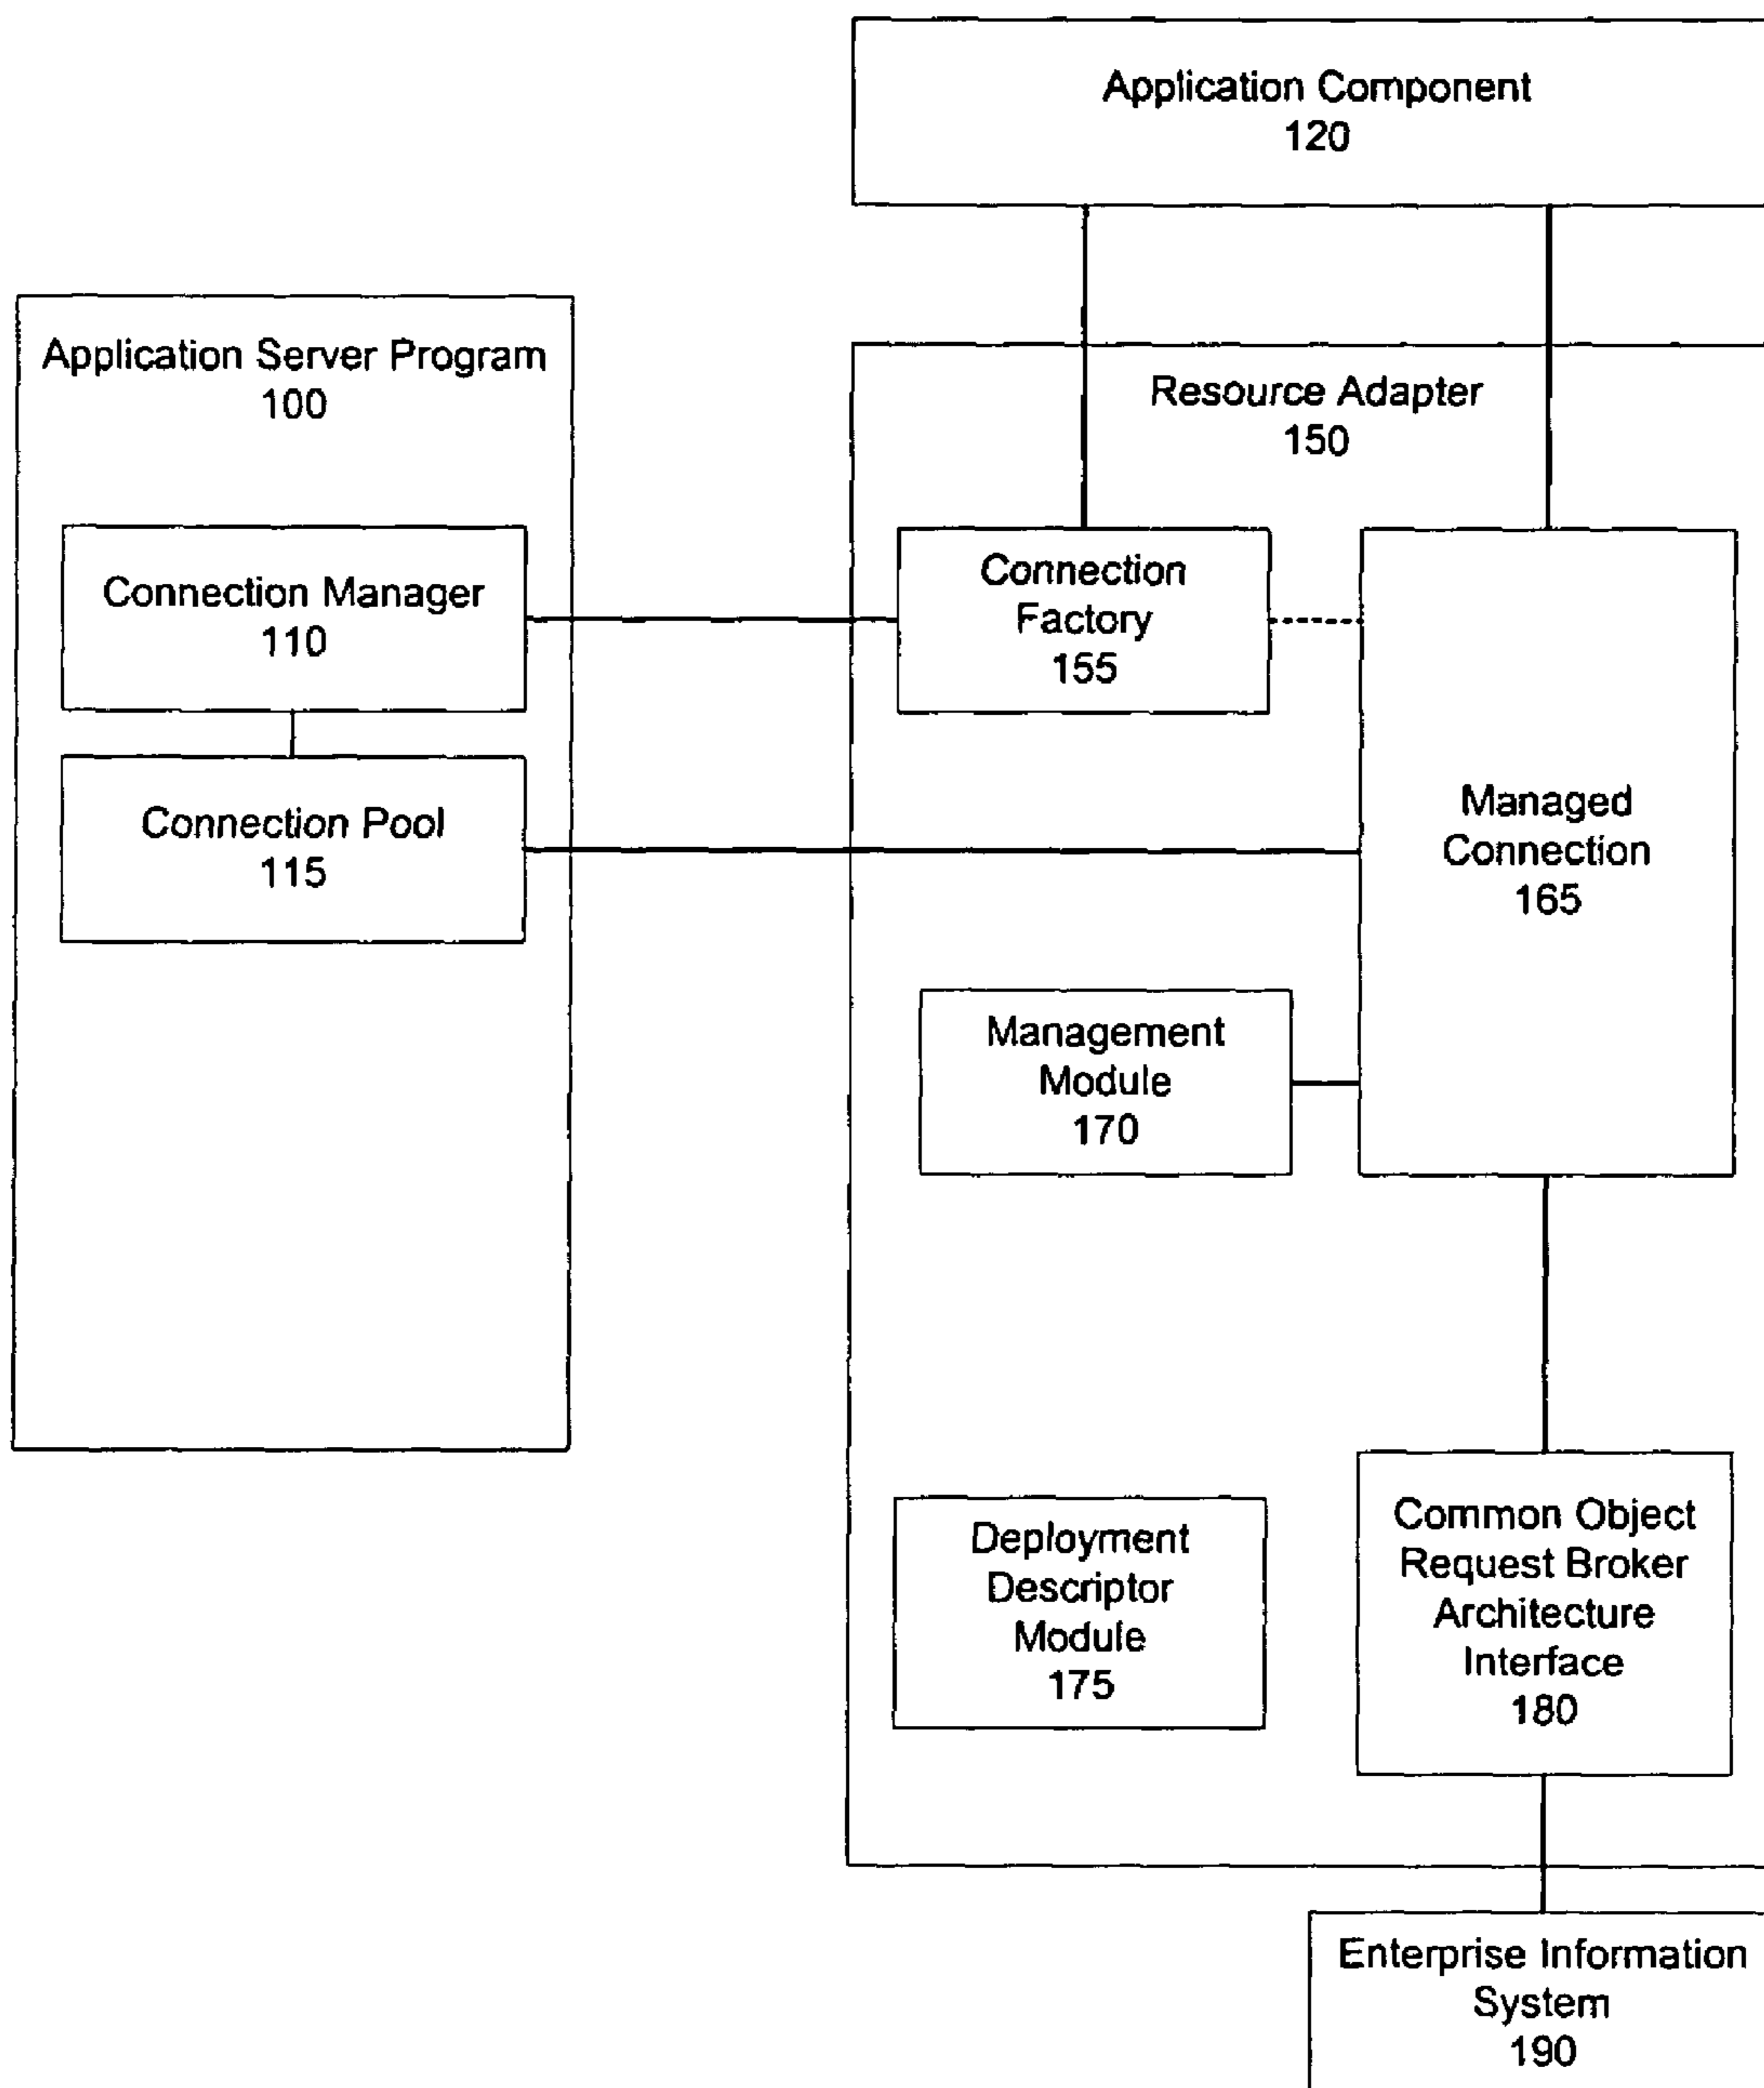 Application Component
120
Application Server Program
100
Resource Adapter
150
Connection Manager
110
Connection
Factory
155
Connection Pool
115
Managed
Connection
165
Management
Module
170
Deployment
Descriptor
Module
175
Common Object
Request Broker
Architecture
Interface
180
Enterprise Information
System
190